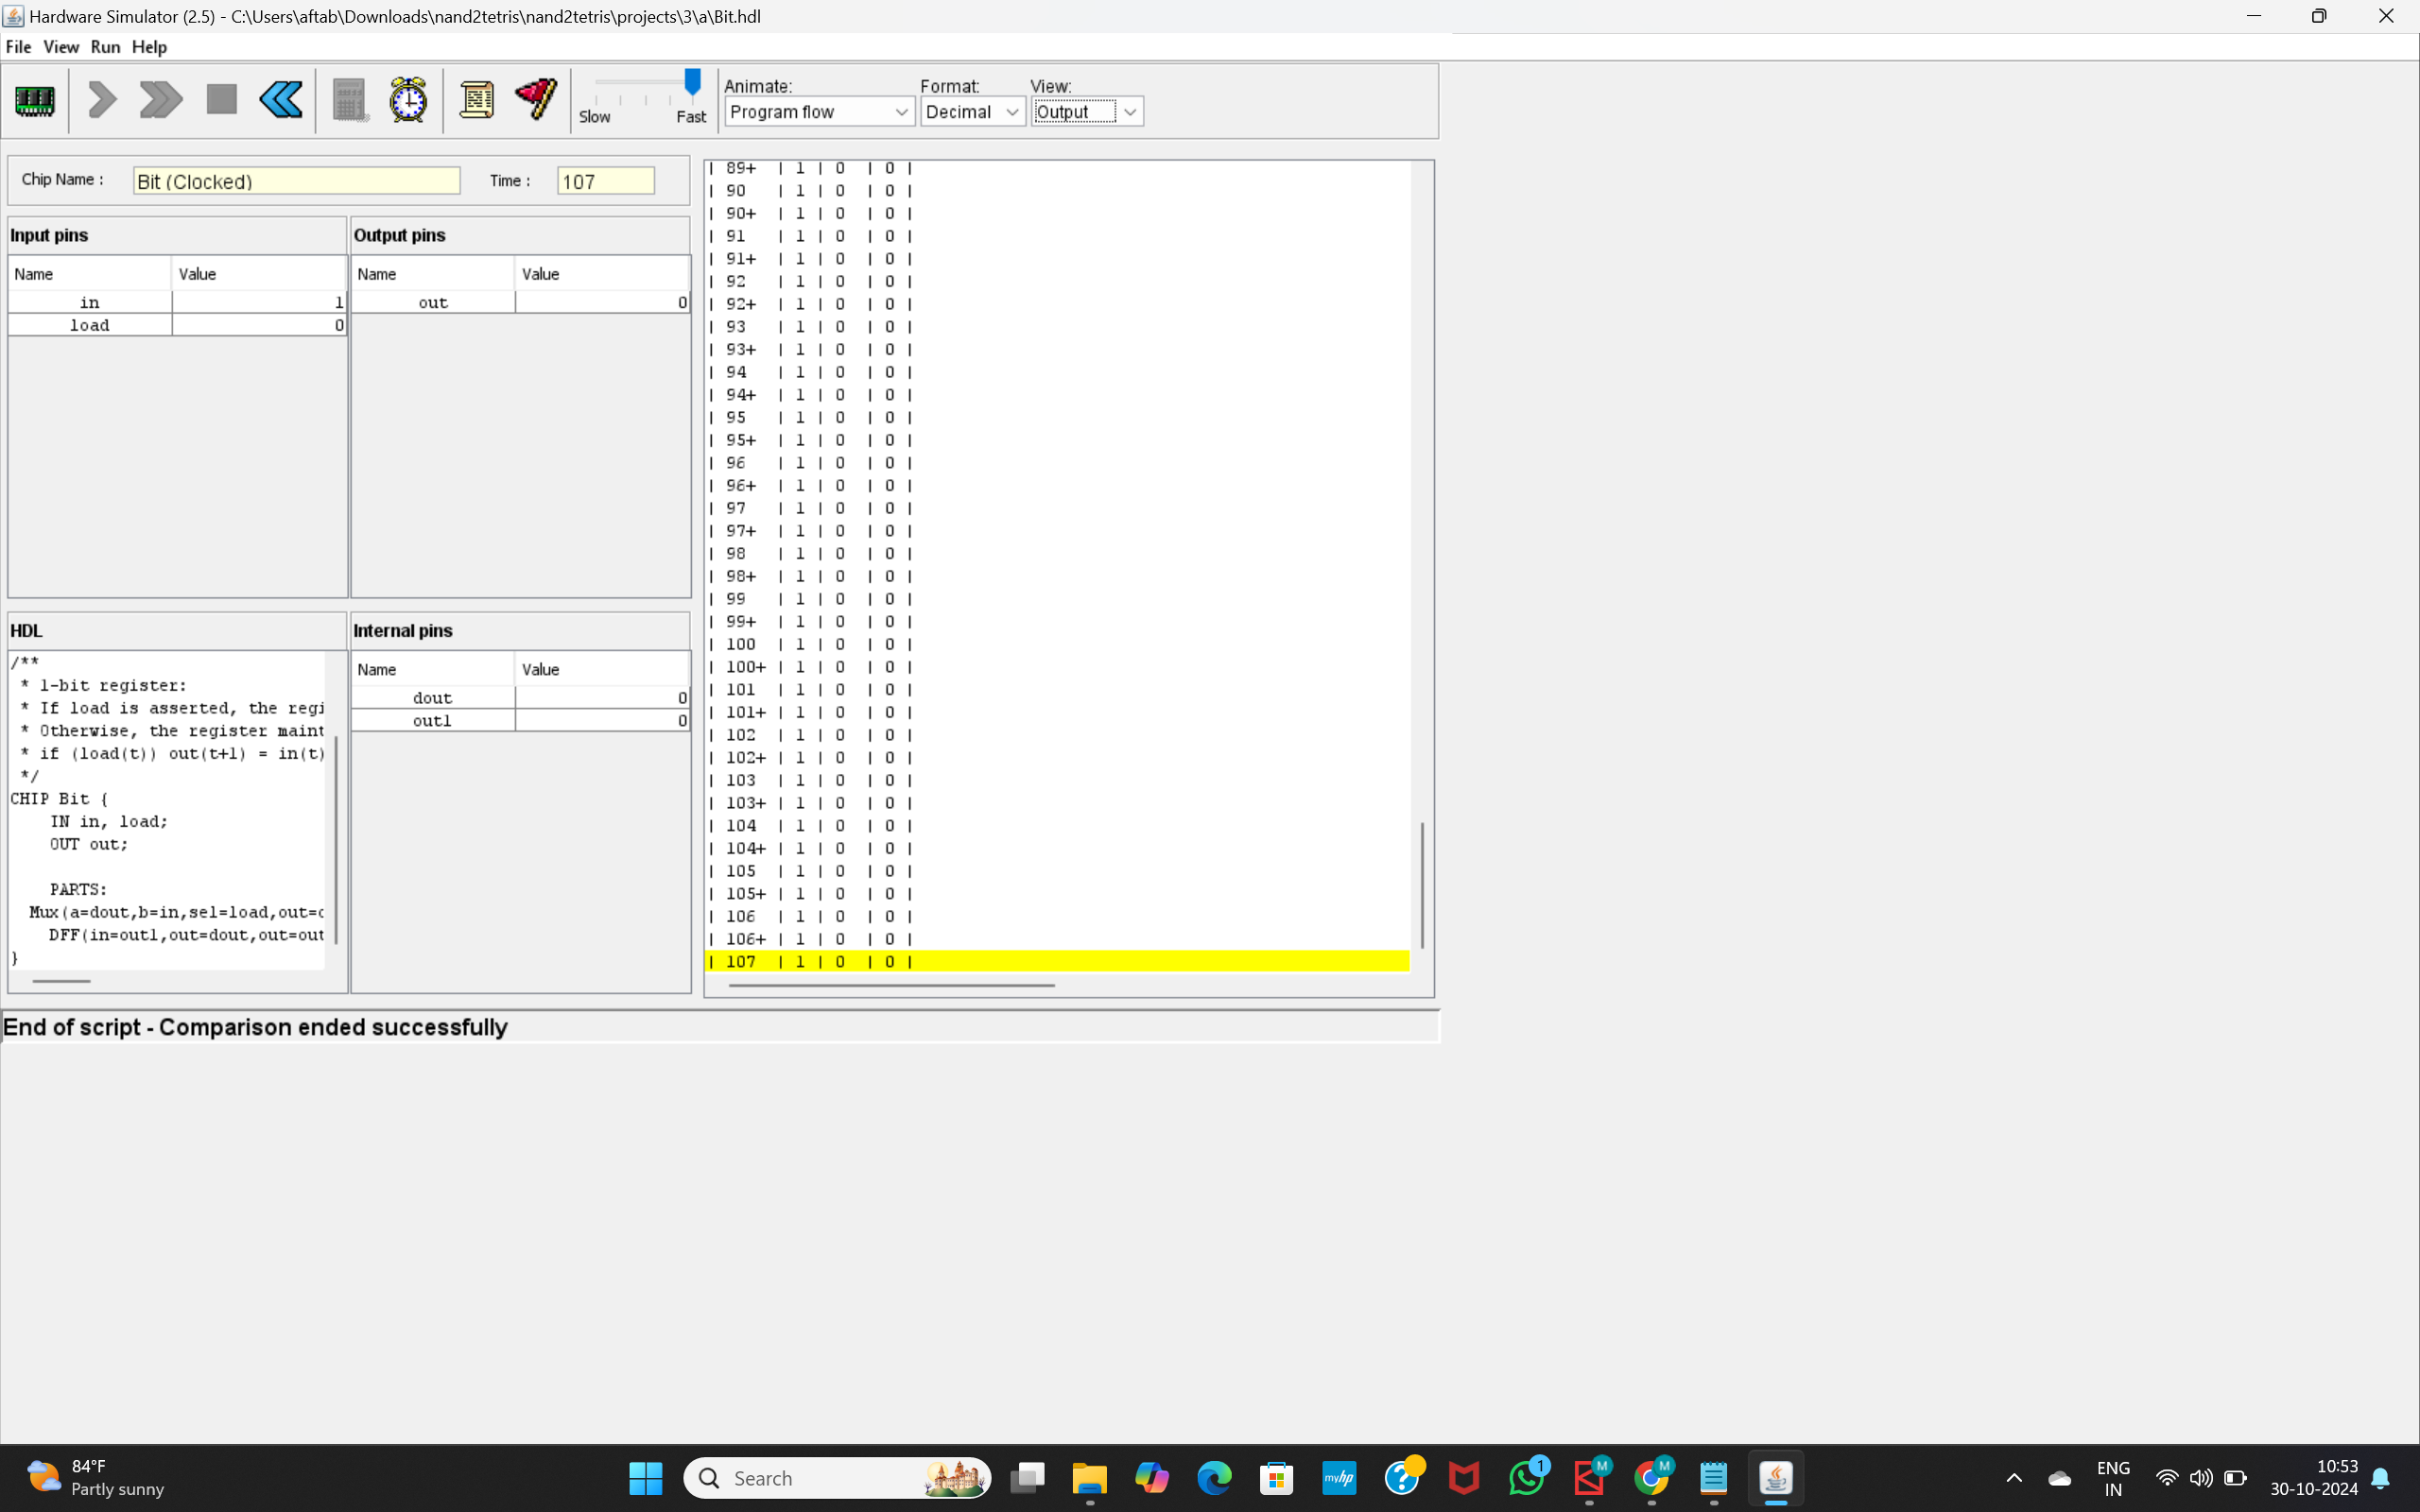 Hardware Simulator (2.5) - C:\Users\aftab\Downloads\nand2tetris\nand2tetris\projects\3\a\Bit.hdl
File View Run Help
Slow Fast
Animate: Format: View:
Program flow Decimal Output
Chip Name : Bit (Clocked) Time : 107
Input pins
Name Value
in 1
load 0
Output pins
Name Value
out 0
HDL
/**
* 1-bit register:
* If load is asserted, the regi
* Otherwise, the register maint
* if (load(t)) out(t+1) = in(t)
*/
CHIP Bit {
IN in, load;
OUT out;
PARTS:
Mux(a=dout,b=in,sel=load,out=
DFF(in=out1,out=dout,out=out
}
Internal pins
Name Value
dout 0
out1 0
| 89+ | 1 | 0 | 0 |
| 90 | 1 | 0 | 0 |
| 90+ | 1 | 0 | 0 |
| 91 | 1 | 0 | 0 |
| 91+ | 1 | 0 | 0 |
| 92 | 1 | 0 | 0 |
| 92+ | 1 | 0 | 0 |
| 93 | 1 | 0 | 0 |
| 93+ | 1 | 0 | 0 |
| 94 | 1 | 0 | 0 |
| 94+ | 1 | 0 | 0 |
| 95 | 1 | 0 | 0 |
| 95+ | 1 | 0 | 0 |
| 96 | 1 | 0 | 0 |
| 96+ | 1 | 0 | 0 |
| 97 | 1 | 0 | 0 |
| 97+ | 1 | 0 | 0 |
| 98 | 1 | 0 | 0 |
| 98+ | 1 | 0 | 0 |
| 99 | 1 | 0 | 0 |
| 99+ | 1 | 0 | 0 |
| 100 | 1 | 0 | 0 |
| 100+ | 1 | 0 | 0 |
| 101 | 1 | 0 | 0 |
| 101+ | 1 | 0 | 0 |
| 102 | 1 | 0 | 0 |
| 102+ | 1 | 0 | 0 |
| 103 | 1 | 0 | 0 |
| 103+ | 1 | 0 | 0 |
| 104 | 1 | 0 | 0 |
| 104+ | 1 | 0 | 0 |
| 105 | 1 | 0 | 0 |
| 105+ | 1 | 0 | 0 |
| 106 | 1 | 0 | 0 |
| 106+ | 1 | 0 | 0 |
| 107 | 1 | 0 | 0 |
End of script - Comparison ended successfully
84°F
Partly sunny
Search
myhp
1
M
M
ENG
IN
10:53
30-10-2024